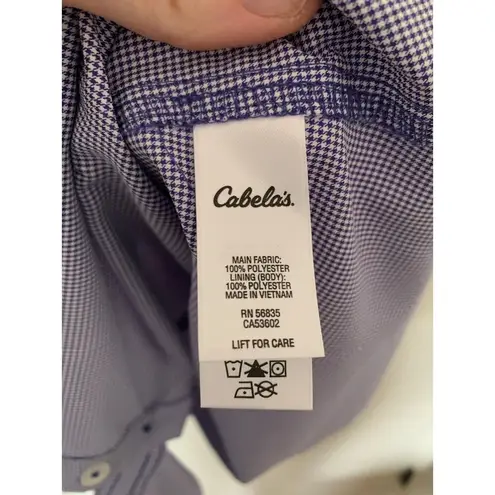 Cabela's.
MAIN FABRIC:
100% POLYESTER
LINING (BODY):
100% POLYESTER
MADE IN VIETNAM
RN 56835
CA53602
LIFT FOR CARE